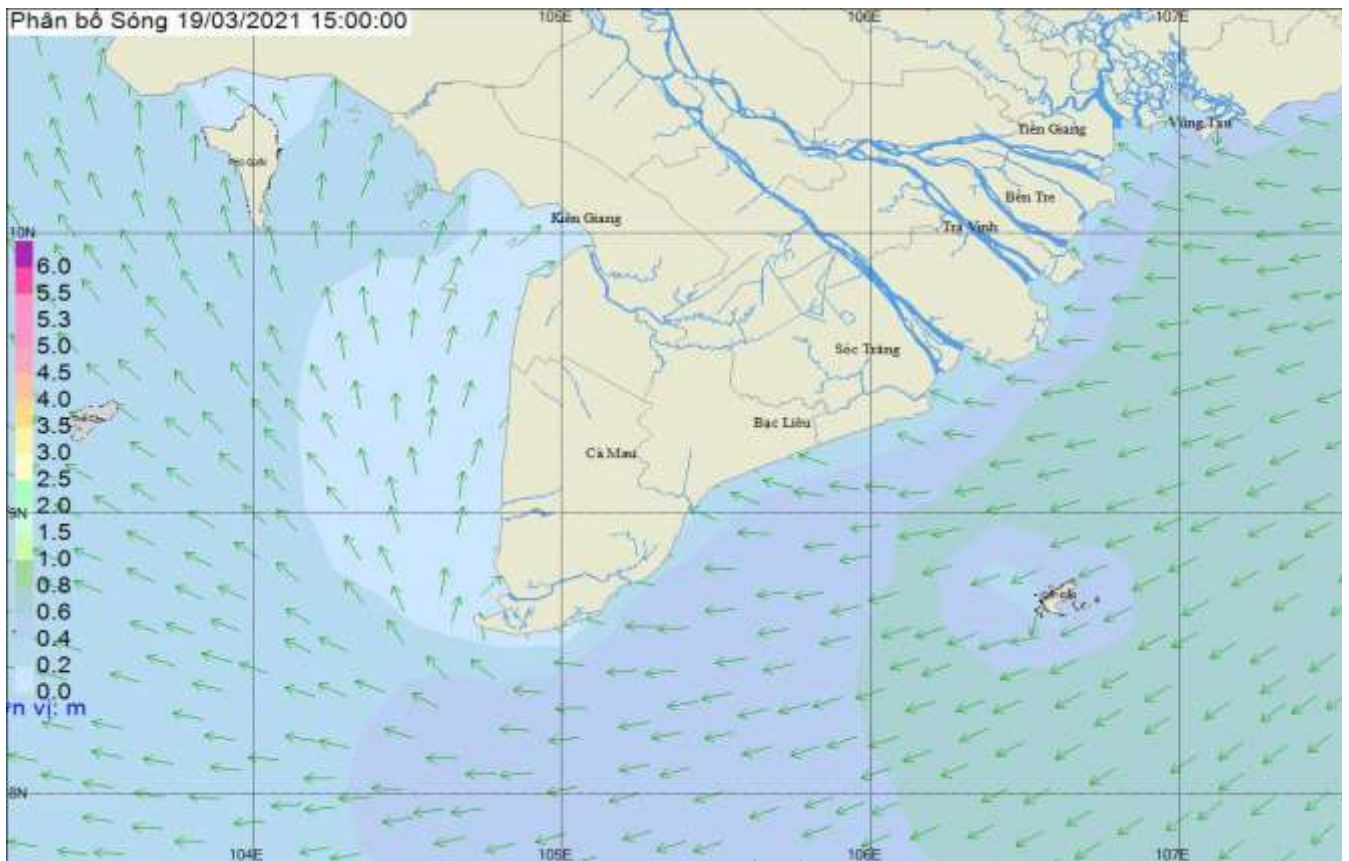 Phân bố Sóng 19/03/2021 15:00:00
105E
106E
107E
Tiền Giang
Vũng Tàu
Bến Tre
Kiên Giang
Trà Vinh
10N
6.0
5.5
5.3
5.0
4.5
4.0
3.5
3.0
2.5
2.0
1.5
1.0
0.8
0.6
0.4
0.2
0.0
vị: m
Sóc Trăng
Bạc Liêu
Cà Mau
9N
8N
104E
105E
106E
107E